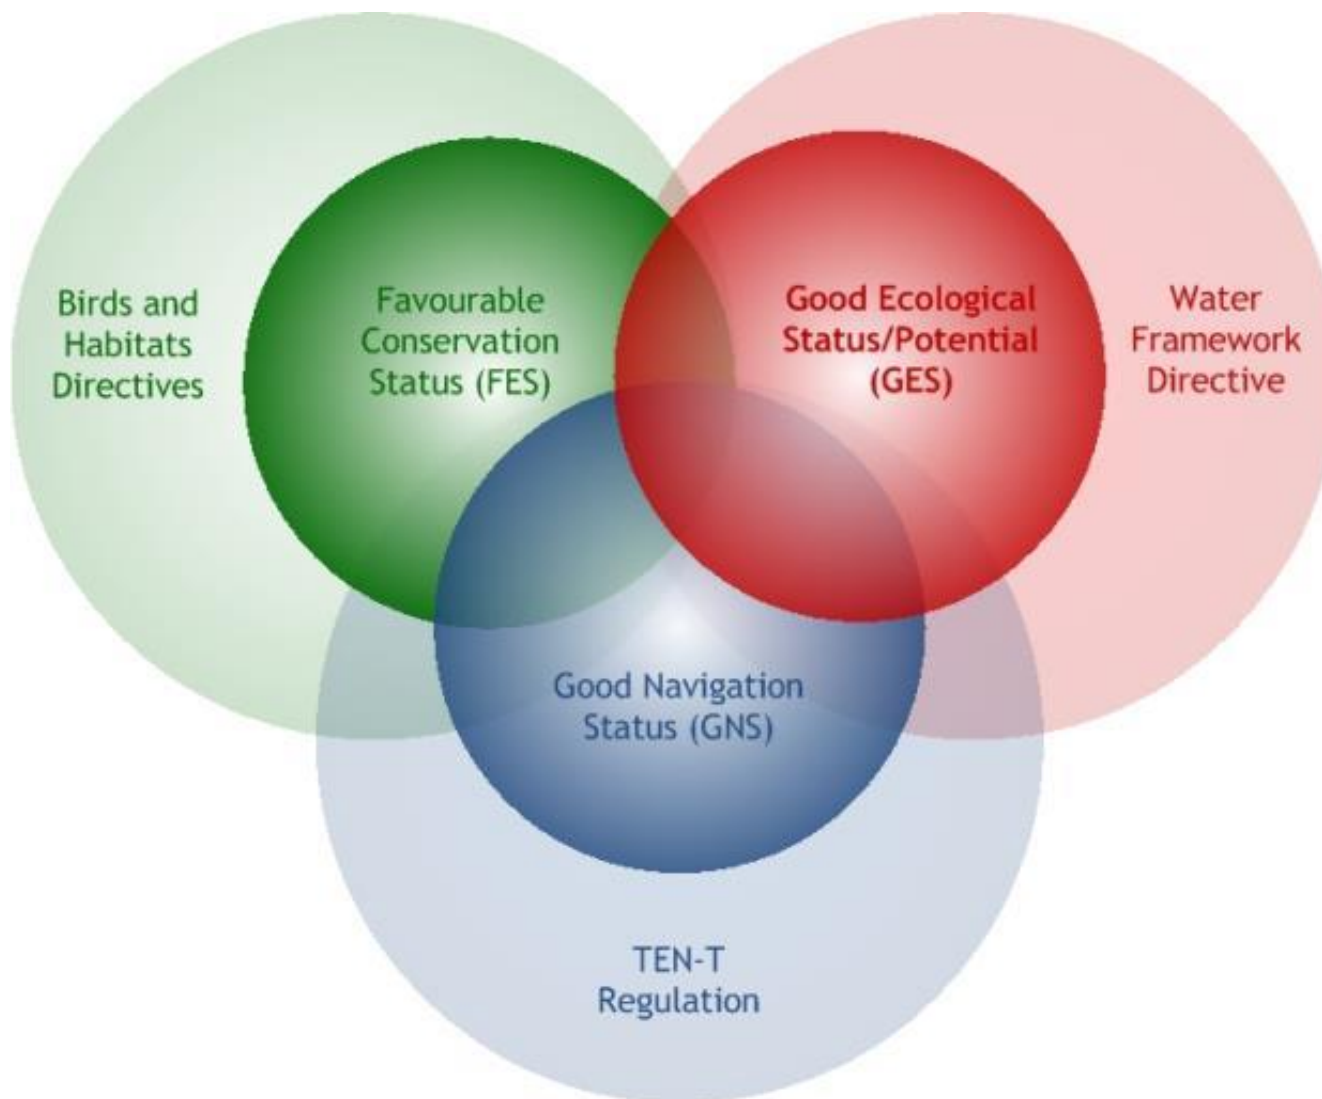 Birds and
Habitats
Directives
Favourable
Conservation
Status (FES)
Good Ecological
Status/Potential
(GES)
Water
Framework
Directive
Good Navigation
Status (GNS)
TEN-T
Regulation